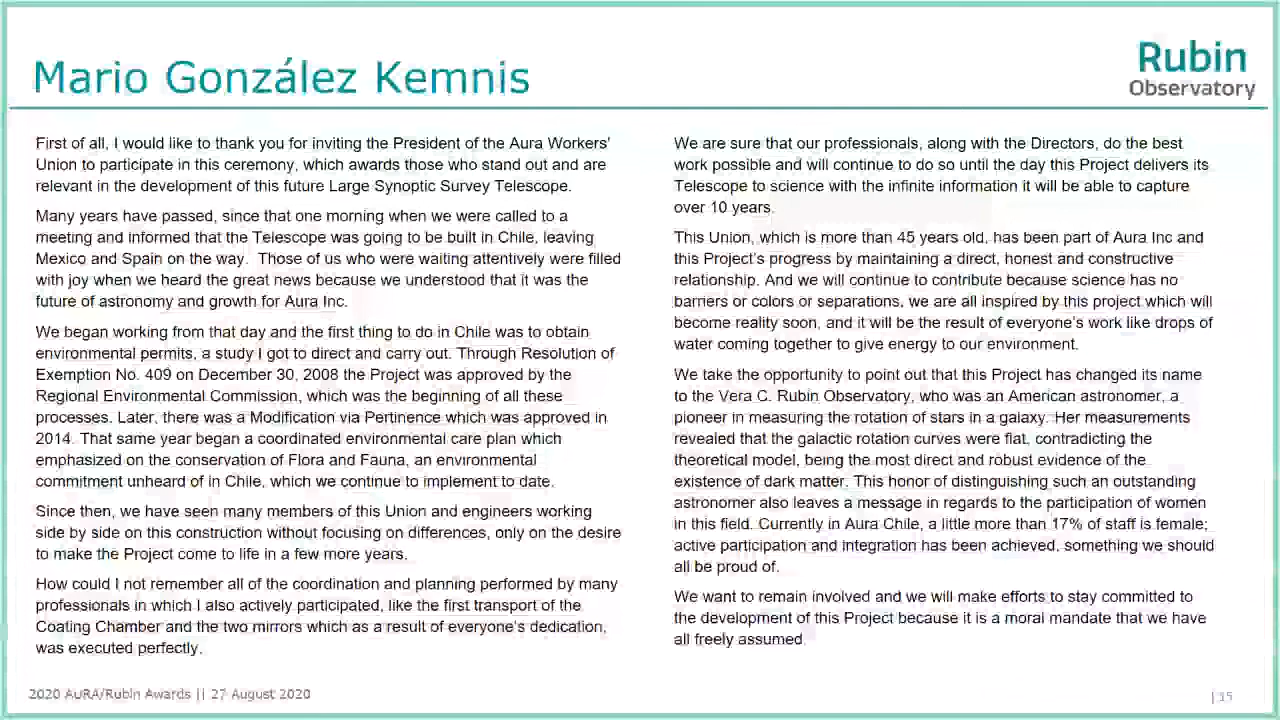 Mario González Kemnis
Rubin
Observatory
First of all, I would like to thank you for inviting the President of the Aura Workers'
Union to participate in this ceremony, which awards those who stand out and are
relevant in the development of this future Large Synoptic Survey Telescope.
Many years have passed, since that one morning when we were called to a
meeting and informed that the Telescope was going to be built in Chile, leaving
Mexico and Spain on the way.  Those of us who were waiting attentively were filled
with joy when we heard the great news because we understood that it was the
future of astronomy and growth for Aura Inc.
We began working from that day and the first thing to do in Chile was to obtain
environmental permits, a study I got to direct and carry out. Through Resolution of
Exemption No. 409 on December 30, 2008 the Project was approved by the
Regional Environmental Commission, which was the beginning of all these
processes. Later, there was a Modification via Pertinence which was approved in
2014. That same year began a coordinated environmental care plan which
emphasized on the conservation of Flora and Fauna, an environmental
commitment unheard of in Chile, which we continue to implement to date.
Since then, we have seen many members of this Union and engineers working
side by side on this construction without focusing on differences, only on the desire
to make the Project come to life in a few more years.
How could I not remember all of the coordination and planning performed by many
professionals in which I also actively participated, like the first transport of the
Coating Chamber and the two mirrors which as a result of everyone's dedication,
was executed perfectly.
We are sure that our professionals, along with the Directors, do the best
work possible and will continue to do so until the day this Project delivers its
Telescope to science with the infinite information it will be able to capture
over 10 years.
This Union, which is more than 45 years old, has been part of Aura Inc and
this Project's progress by maintaining a direct, honest and constructive
relationship. And we will continue to contribute because science has no
barriers or colors or separations, we are all inspired by this project which will
become reality soon, and it will be the result of everyone's work like drops of
water coming together to give energy to our environment.
We take the opportunity to point out that this Project has changed its name
to the Vera C. Rubin Observatory, who was an American astronomer, a
pioneer in measuring the rotation of stars in a galaxy. Her measurements
revealed that the galactic rotation curves were flat, contradicting the
theoretical model, being the most direct and robust evidence of the
existence of dark matter. This honor of distinguishing such an outstanding
astronomer also leaves a message in regards to the participation of women
in this field. Currently in Aura Chile, a little more than 17% of staff is female;
active participation and integration has been achieved, something we should
all be proud of.
We want to remain involved and we will make efforts to stay committed to
the development of this Project because it is a moral mandate that we have
all freely assumed.
2020 AURA/Rubin Awards || 27 August 2020
| 15